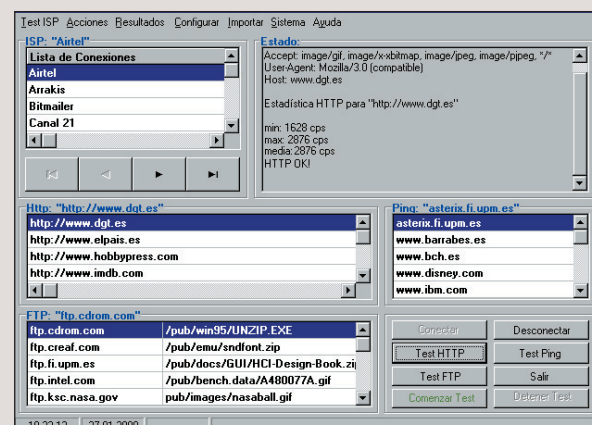 Test ISP Acciones Resultados Configurar Importar Sistema Ayuda
ISP: "Airtel"
Lista de Conexiones
Airtel
Arrakis
Bitmailer
Canal 21
Estado:
Accept: image/gif, image/x-xbitmap, image/jpeg, image/pjpeg, */*
User-Agent: Mozilla/3.0 (compatible)
Host: www.dgt.es
Estadística HTTP para "http://www.dgt.es"
min: 1628 cps
max: 2876 cps
media: 2876 cps
HTTP OK!
Http: "http://www.dgt.es"
http://www.dgt.es
http://www.elpais.es
http://www.hobbypress.com
http://www.imdb.com
Ping: "asterix.fi.upm.es"
asterix.fi.upm.es
www.barrabes.es
www.bch.es
www.disney.com
www.ibm.com
FTP: "ftp.cdrom.com"
ftp.cdrom.com /pub/win95/UNZIP.EXE
ftp.creaf.com /pub/emu/sndfont.zip
ftp.fi.upm.es /pub/docs/GUI/HCI-Design-Book.zi
ftp.intel.com /pub/bench.data/A480077A.gif
ftp.ksc.nasa.gov pub/images/nasaball.gif
Conectar Desconectar
Test HTTP Test Ping
Test FTP Salir
Comenzar Test Detener Test